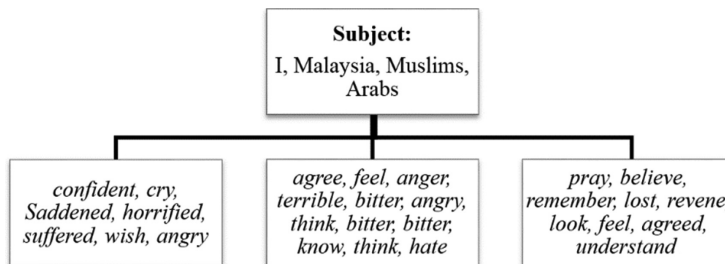 Subject:
I, Malaysia, Muslims,
Arabs
confident, cry,
Saddened, horrified,
suffered, wish, angry
agree, feel, anger,
terrible, bitter, angry,
think, bitter, bitter,
know, think, hate
pray, believe,
remember, lost, revene
look, feel, agreed,
understand